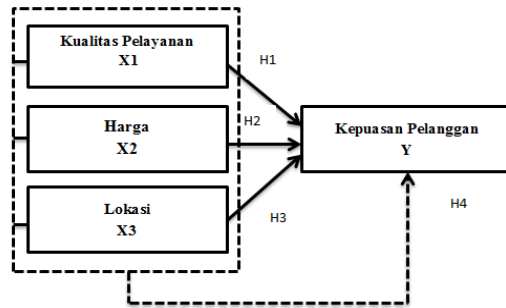 Kualitas Pelayanan
X1
H1
Harga
X2
H2
Kepuasan Pelanggan
Y
Lokasi
X3
H3
H4